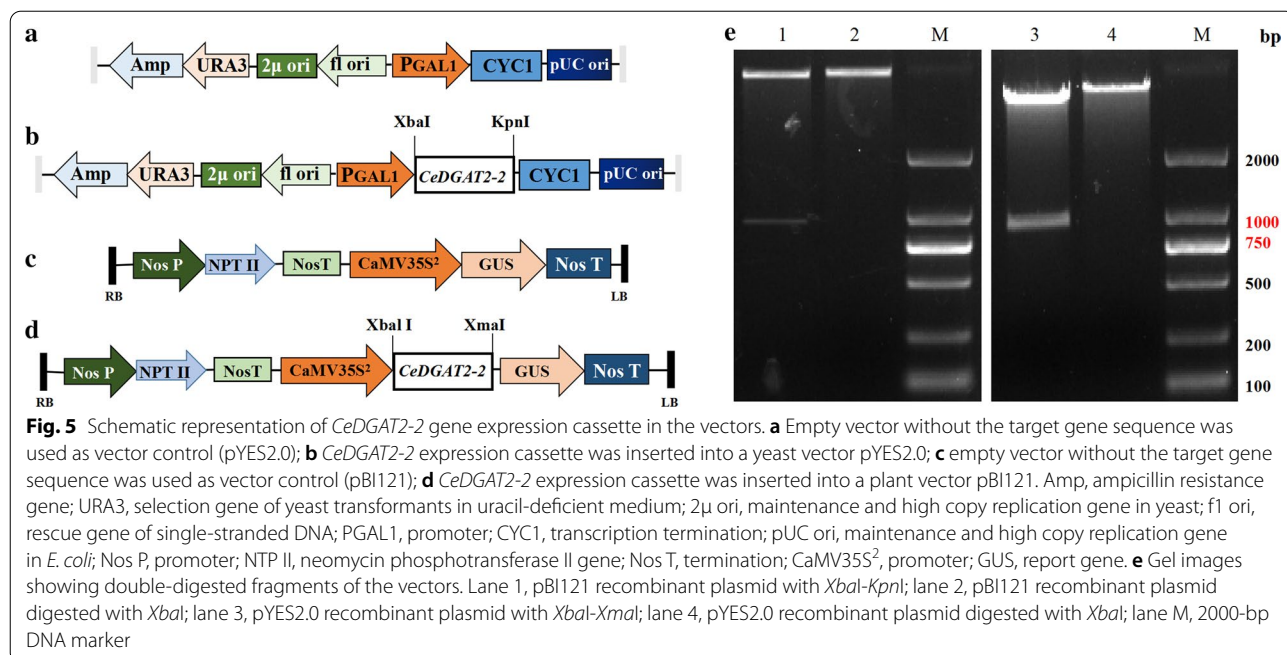 a
Amp URA3 2µ ori fl ori PGAL1 CYC1 pUC ori
b
XbaI KpnI
Amp URA3 2µ ori fl ori PGAL1 CeDGAT2-2 CYC1 pUC ori
c
Nos P NPT II NosT CaMV35S² GUS Nos T
RB LB
d
Xbal I XmaI
Nos P NPT II NosT CaMV35S² CeDGAT2-2 GUS Nos T
RB LB
e
1 2 M 3 4 M bp
2000
1000
750
500
200
100
Fig. 5 Schematic representation of CeDGAT2-2 gene expression cassette in the vectors. a Empty vector without the target gene sequence was
used as vector control (pYES2.0); b CeDGAT2-2 expression cassette was inserted into a yeast vector pYES2.0; c empty vector without the target gene
sequence was used as vector control (pBI121); d CeDGAT2-2 expression cassette was inserted into a plant vector pBI121. Amp, ampicillin resistance
gene; URA3, selection gene of yeast transformants in uracil-deficient medium; 2µ ori, maintenance and high copy replication gene in yeast; f1 ori,
rescue gene of single-stranded DNA; PGAL1, promoter; CYC1, transcription termination; pUC ori, maintenance and high copy replication gene
in E. coli; Nos P, promoter; NTP II, neomycin phosphotransferase II gene; Nos T, termination; CaMV35S², promoter; GUS, report gene. e Gel images
showing double-digested fragments of the vectors. Lane 1, pBI121 recombinant plasmid with XbaI-KpnI; lane 2, pBI121 recombinant plasmid
digested with XbaI; lane 3, pYES2.0 recombinant plasmid with XbaI-XmaI; lane 4, pYES2.0 recombinant plasmid digested with XbaI; lane M, 2000-bp
DNA marker